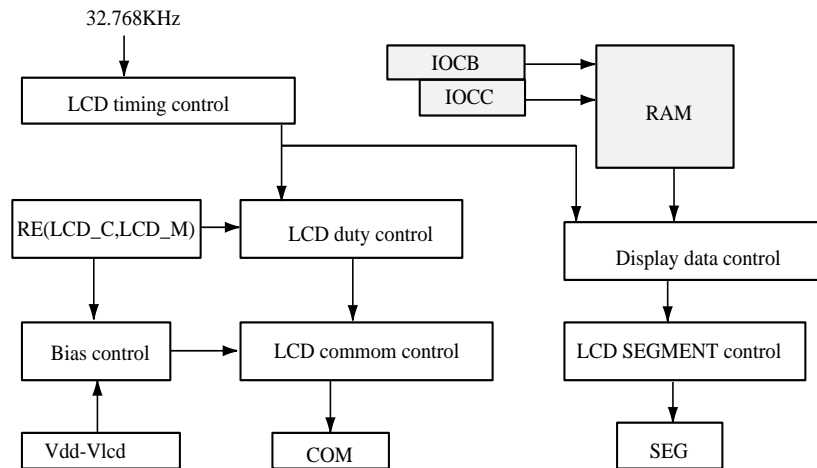 32.768KHz
IOCB
LCD timing control
IOCC
RAM
RE(LCD_C,LCD_M)
LCD duty control
Display data control
Bias control
LCD commom control
LCD SEGMENT control
Vdd-Vlcd
COM
SEG